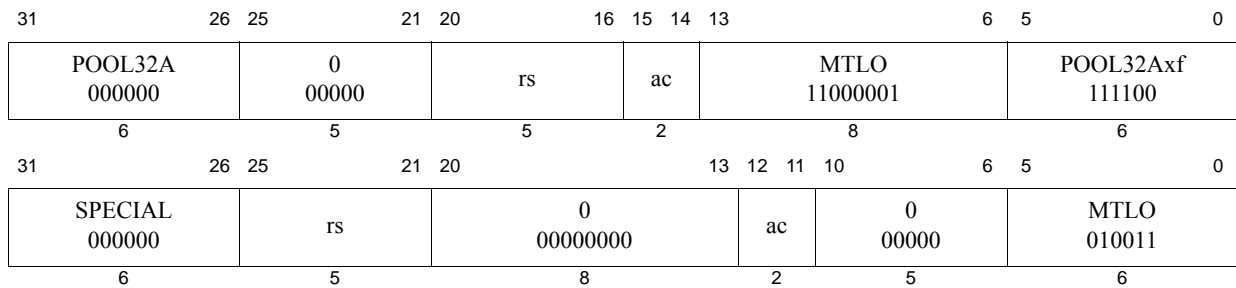 31 26 25 21 20 16 15 14 13 6 5 0
POOL32A 0 rs ac MTLO POOL32Axf
000000 00000 11000001 111100
6 5 5 2 8 6
31 26 25 21 20 13 12 11 10 6 5 0
SPECIAL rs 0 ac 0 MTLO
000000 00000000 00000 010011
6 5 8 2 5 6